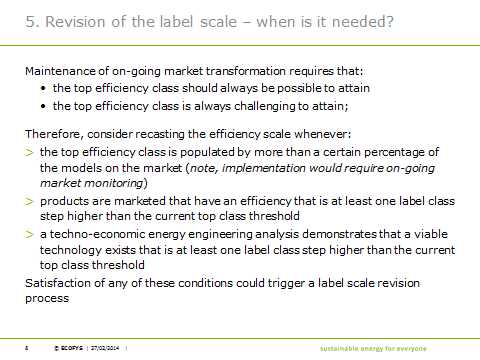 5. Revision of the label scale – when is it needed?
Maintenance of on-going market transformation requires that:
• the top efficiency class should always be possible to attain
• the top efficiency class is always challenging to attain;
Therefore, consider recasting the efficiency scale whenever:
> the top efficiency class is populated by more than a certain percentage of
the models on the market (note, implementation would require on-going
market monitoring)
> products are marketed that have an efficiency that is at least one label class
step higher than the current top class threshold
> a techno-economic energy engineering analysis demonstrates that a viable
technology exists that is at least one label class step higher than the current
top class threshold
Satisfaction of any of these conditions could trigger a label scale revision
process
6 © ECOFYS | 27/02/2014 | sustainable energy for everyone